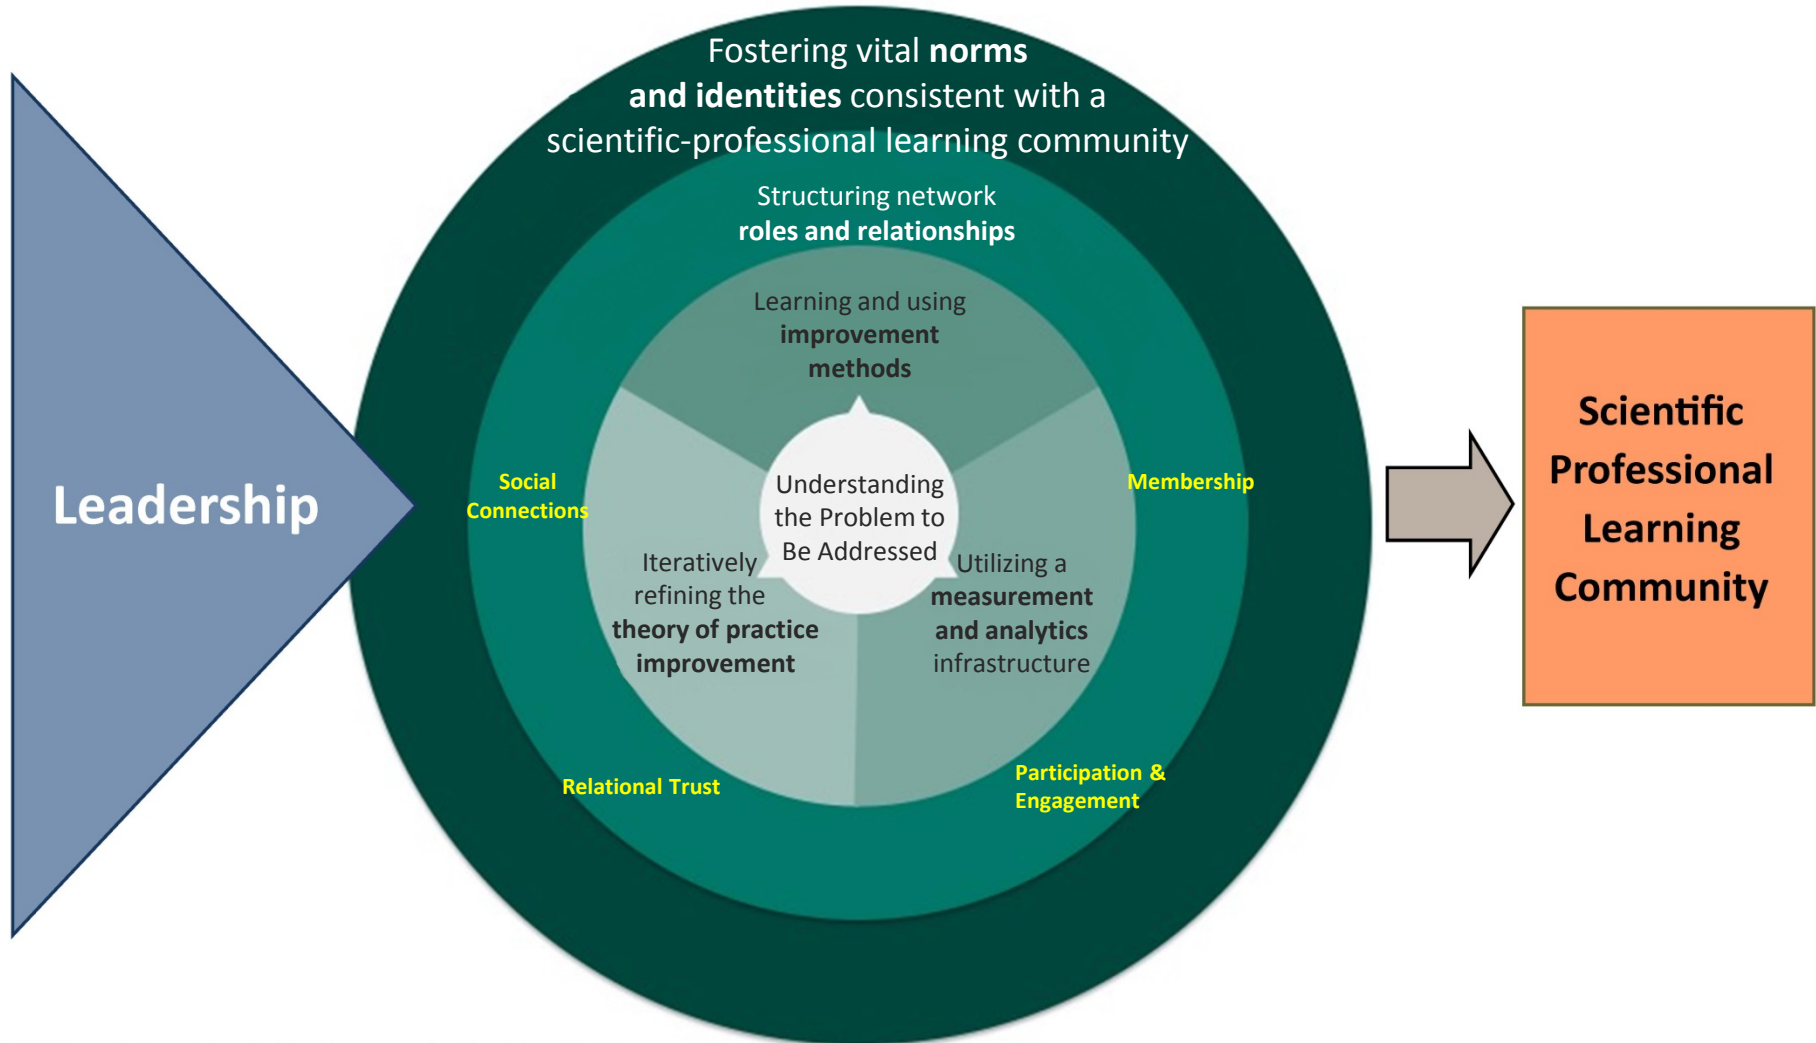 Fostering vital norms
and identities consistent with a
scientific-professional learning community
Structuring network
roles and relationships
Learning and using
improvement
methods
Leadership
Social
Connections
Understanding
the Problem to
Be Addressed
Membership
Iteratively
refining the
theory of practice
improvement
Utilizing a
measurement
and analytics
infrastructure
Relational Trust
Participation &
Engagement
Scientific
Professional
Learning
Community